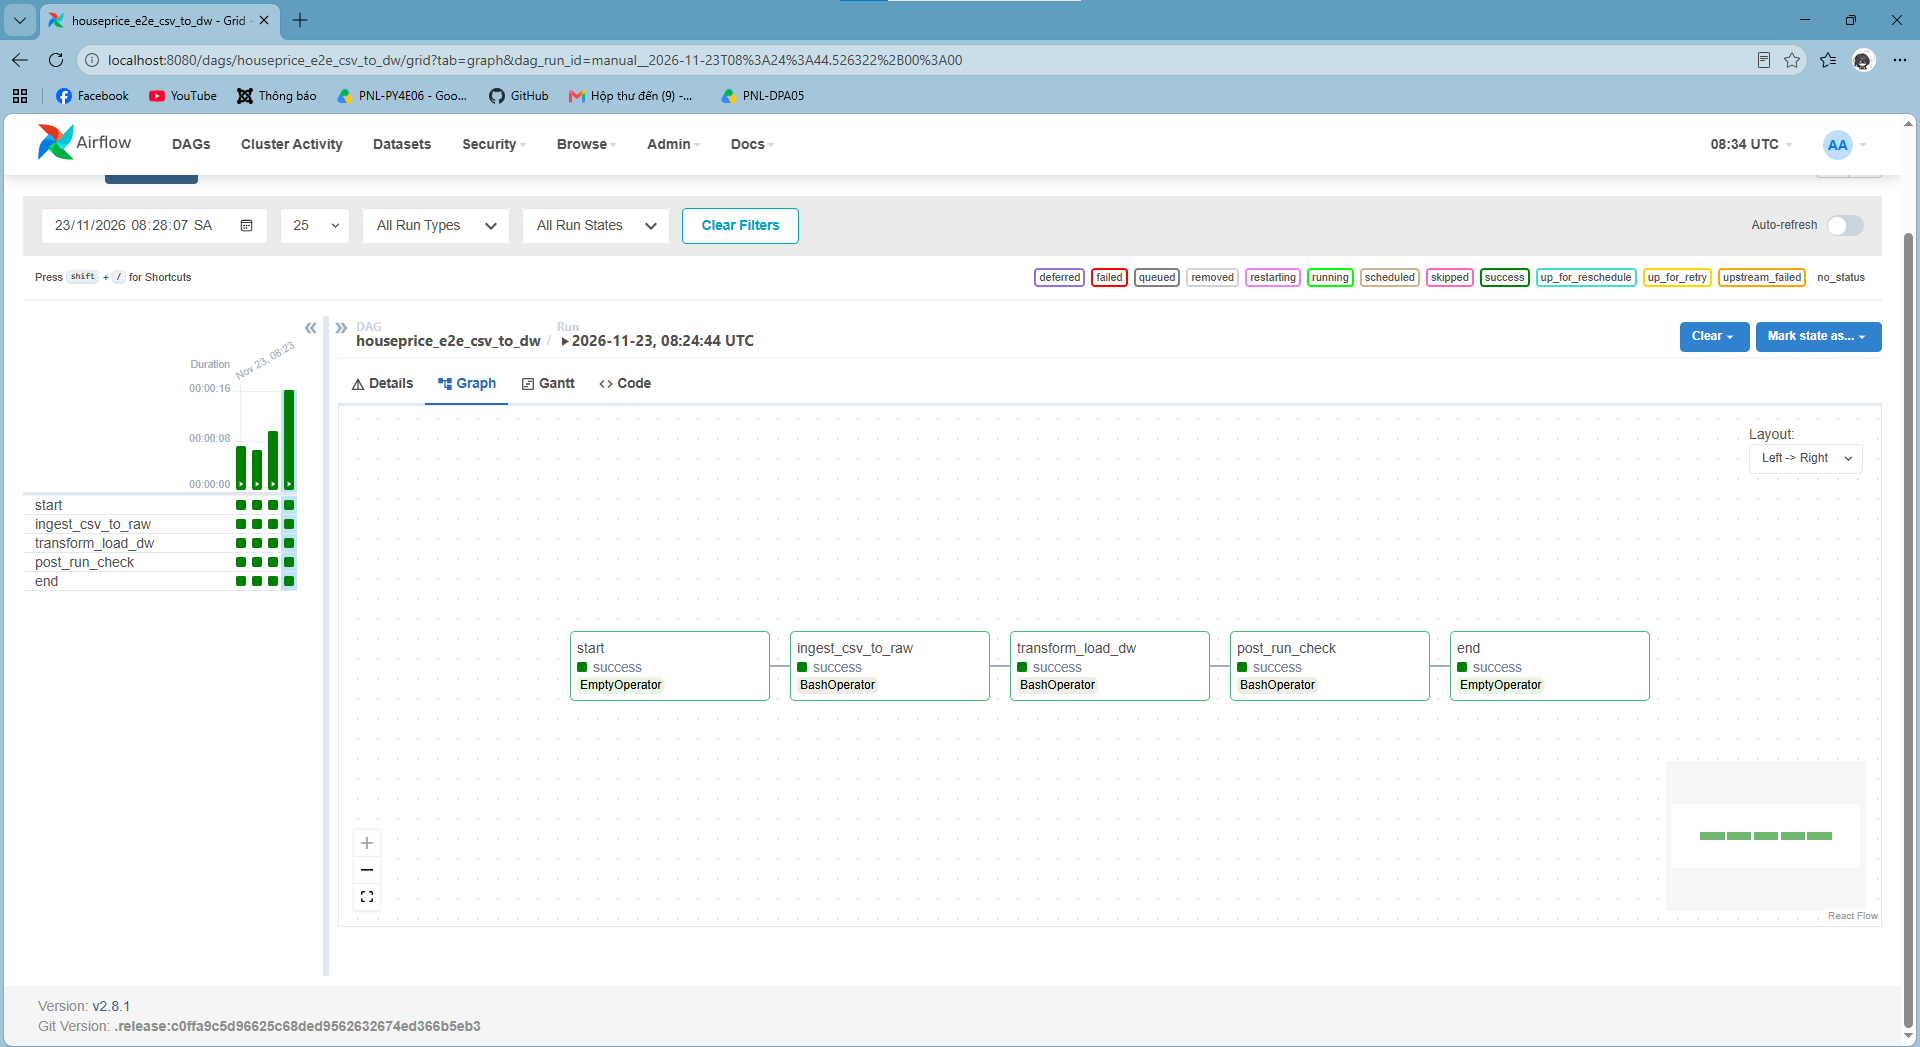 houseprice_e2e_csv_to_dw - Grid -
localhost:8080/dags/houseprice_e2e_csv_to_dw/grid?tab=graph&dag_run_id=manual__2026-11-23T08%3A24%3A44.526322%2B00%3A00
Facebook YouTube Thông báo PNL-PY4E06 - Goo... GitHub Hộp thư đến (9) -... PNL-DPA05
Airflow DAGs Cluster Activity Datasets Security Browse Admin Docs 08:34 UTC AA
23/11/2026 08:28:07 SA 25 All Run Types All Run States Clear Filters Auto-refresh
Press shift + / for Shortcuts deferred failed queued removed restarting running scheduled skipped success up_for_reschedule up_for_retry upstream_failed no_status
DAG Run
houseprice_e2e_csv_to_dw / 2026-11-23, 08:24:44 UTC Clear Mark state as...
Details Graph Gantt Code
Nov 23, 08:23
Duration
00:00:16
00:00:08
00:00:00
start
ingest_csv_to_raw
transform_load_dw
post_run_check
end
Layout:
Left -> Right
start
success
EmptyOperator
ingest_csv_to_raw
success
BashOperator
transform_load_dw
success
BashOperator
post_run_check
success
BashOperator
end
success
EmptyOperator
React Flow
Version: v2.8.1
Git Version: .release:c0ffa9c5d96625c68ded9562632674ed366b5eb3